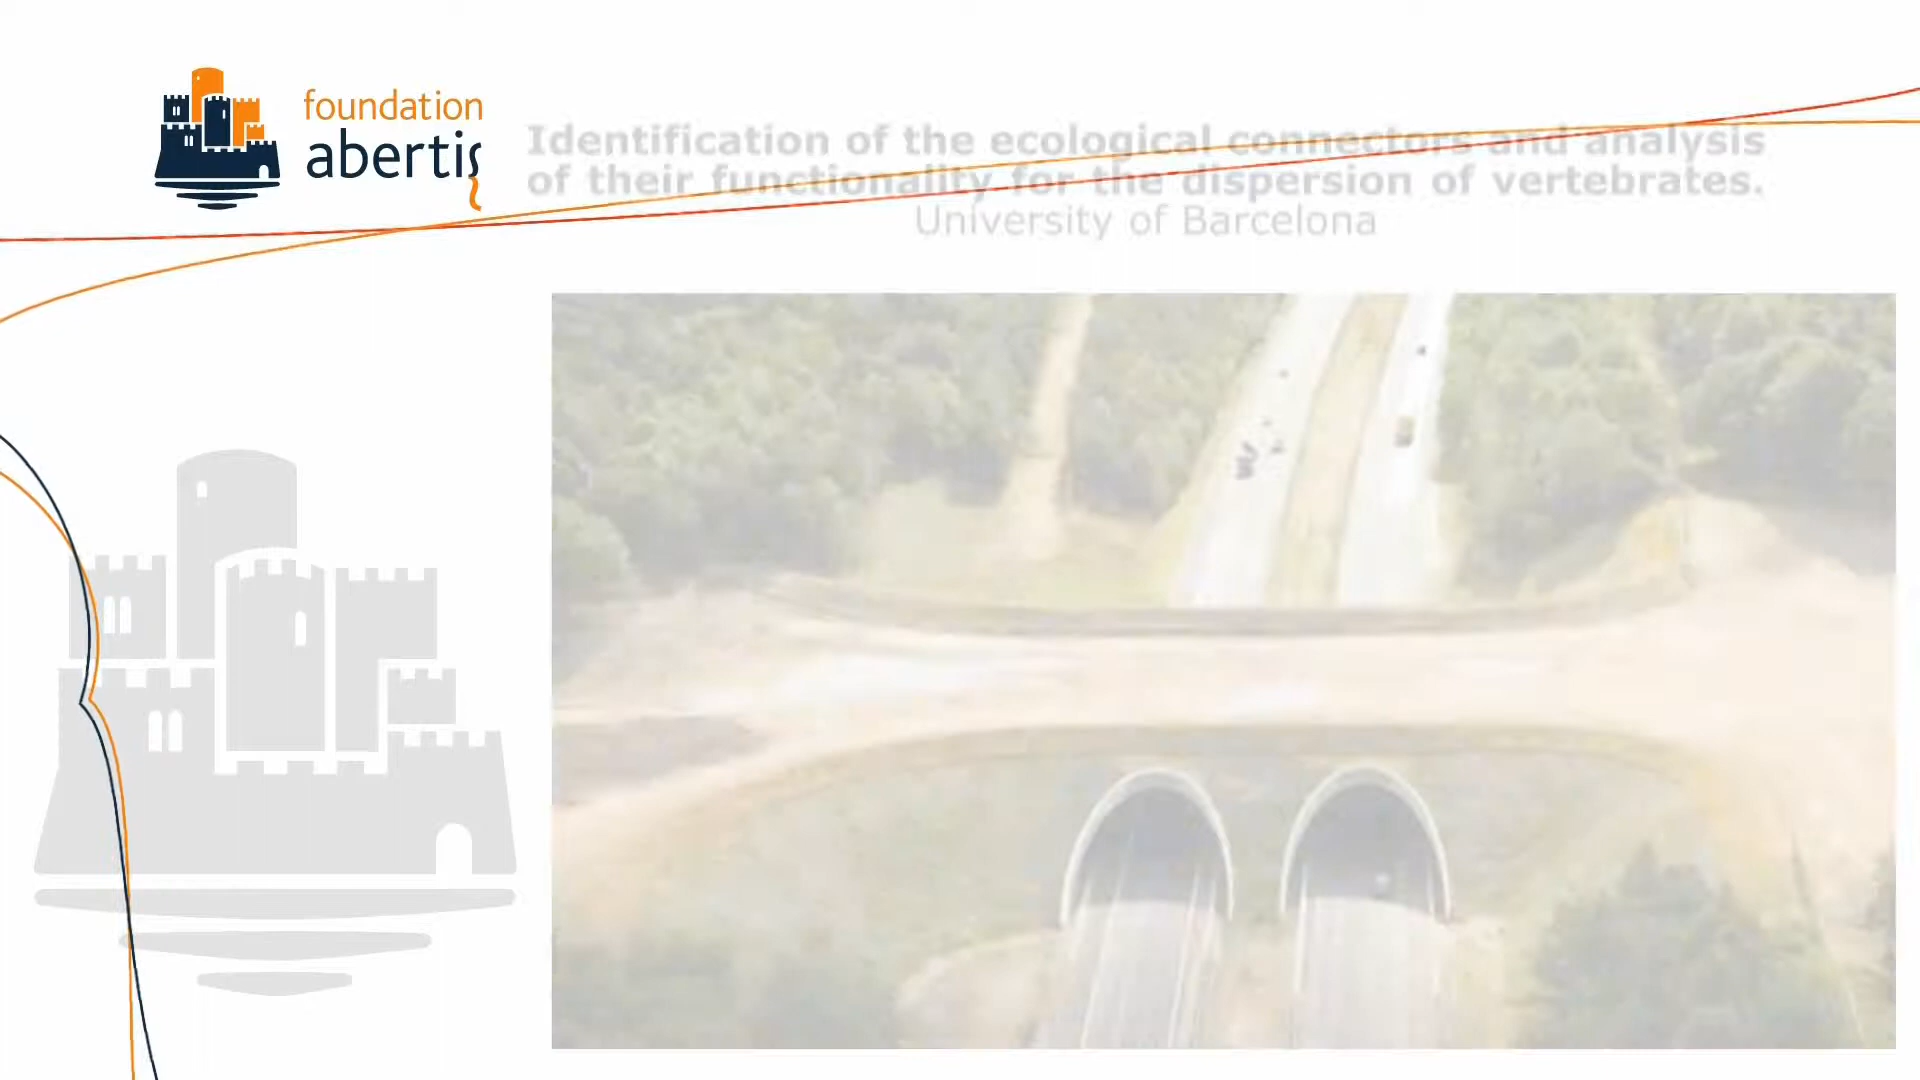 foundation
abertis
Identification of the ecological connectors and analysis
of their functionality for the dispersion of vertebrates.
University of Barcelona